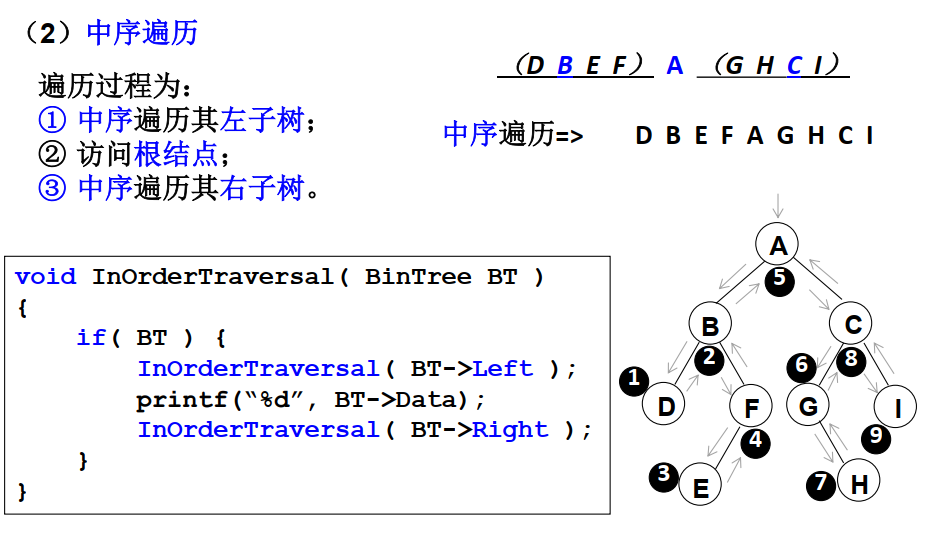 （2）中序遍历
遍历过程为：
① 中序遍历其左子树；
② 访问根结点；
③ 中序遍历其右子树。
（D B E F） A （G H C I）
中序遍历=> D B E F A G H C I
void InOrderTraversal( BinTree BT )
{
if( BT ) {
InOrderTraversal( BT->Left );
printf(“%d”, BT->Data);
InOrderTraversal( BT->Right );
}
}
A
5
B C
2 6 8
1 D F G I
4 9
3 E 7 H